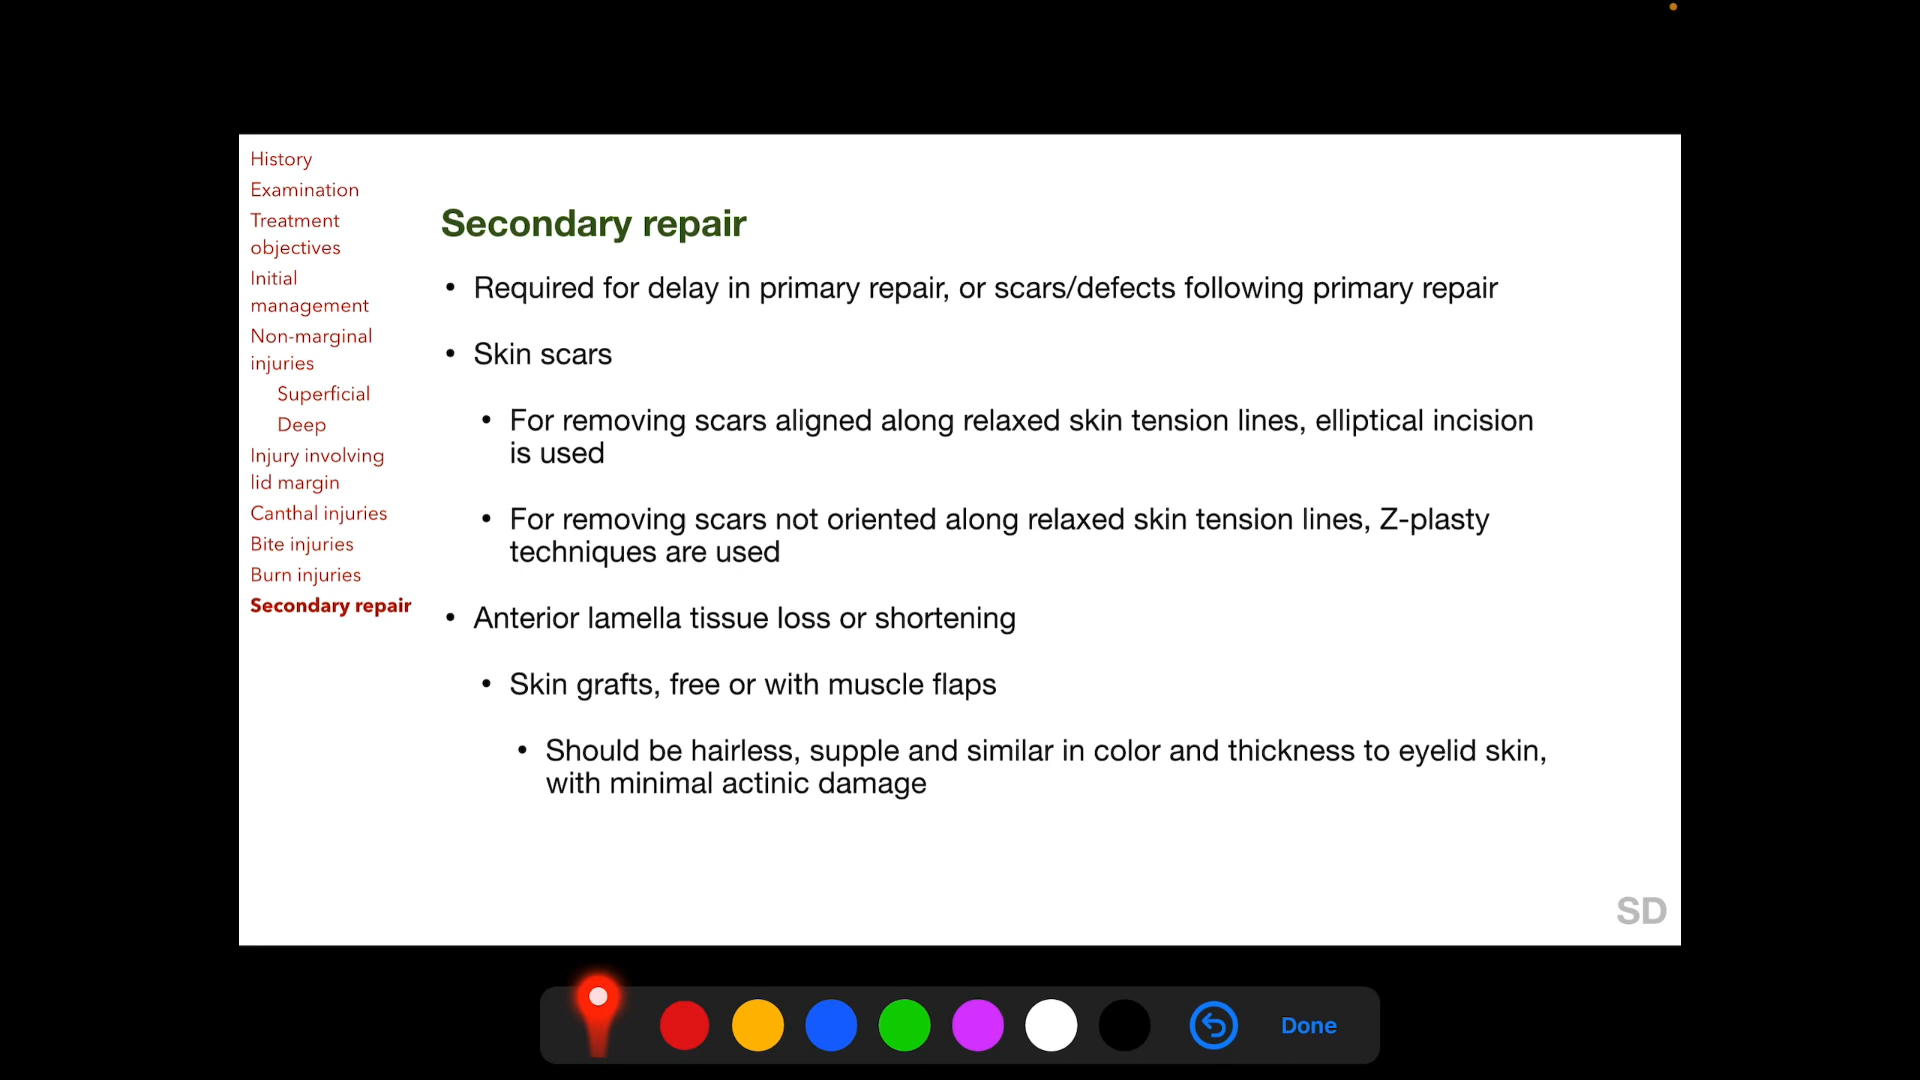 History
Examination
Treatment
objectives
Initial
management
Non-marginal
injuries
Superficial
Deep
Injury involving
lid margin
Canthal injuries
Bite injuries
Burn injuries
Secondary repair
Secondary repair
• Required for delay in primary repair, or scars/defects following primary repair
• Skin scars
• For removing scars aligned along relaxed skin tension lines, elliptical incision
is used
• For removing scars not oriented along relaxed skin tension lines, Z-plasty
techniques are used
• Anterior lamella tissue loss or shortening
• Skin grafts, free or with muscle flaps
• Should be hairless, supple and similar in color and thickness to eyelid skin,
with minimal actinic damage
SD
Done